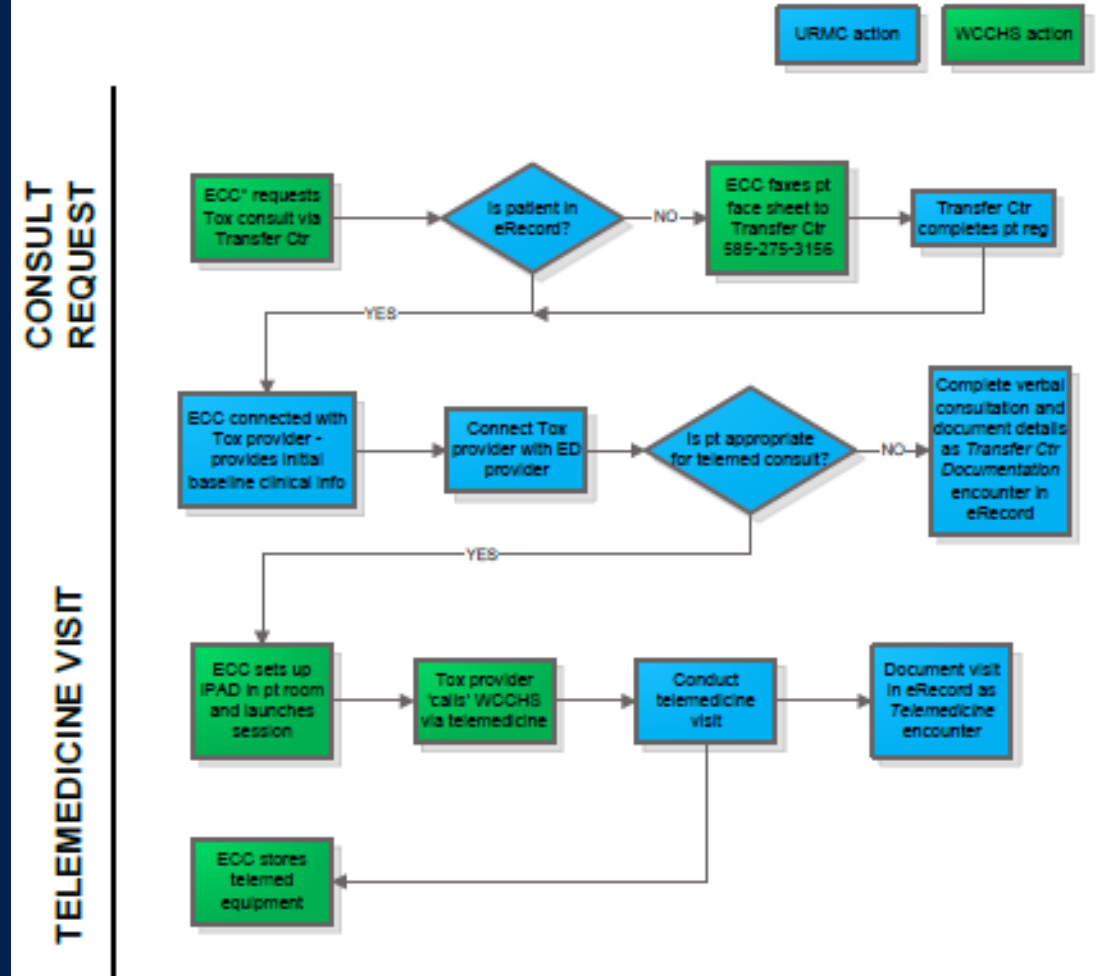 URMC action
WCCHS action
CONSULT
REQUEST
ECC* requests
Tox consult via
Transfer Ctr
Is patient in
eRecord?
NO
ECC faxes pt
face sheet to
Transfer Ctr
585-275-3156
Transfer Ctr
completes pt reg
YES
ECC connected with
Tox provider -
provides initial
baseline clinical info
Connect Tox
provider with ED
provider
Is pt appropriate
for telemed consult?
NO
Complete verbal
consultation and
document details
as Transfer Ctr
Documentation
encounter in
eRecord
YES
TELEMEDICINE VISIT
ECC sets up
IPAD in pt room
and launches
session
Tox provider
'calls' WCCHS
via telemedicine
Conduct
telemedicine
visit
Document visit
in eRecord as
Telemedicine
encounter
ECC stores
telemed
equipment